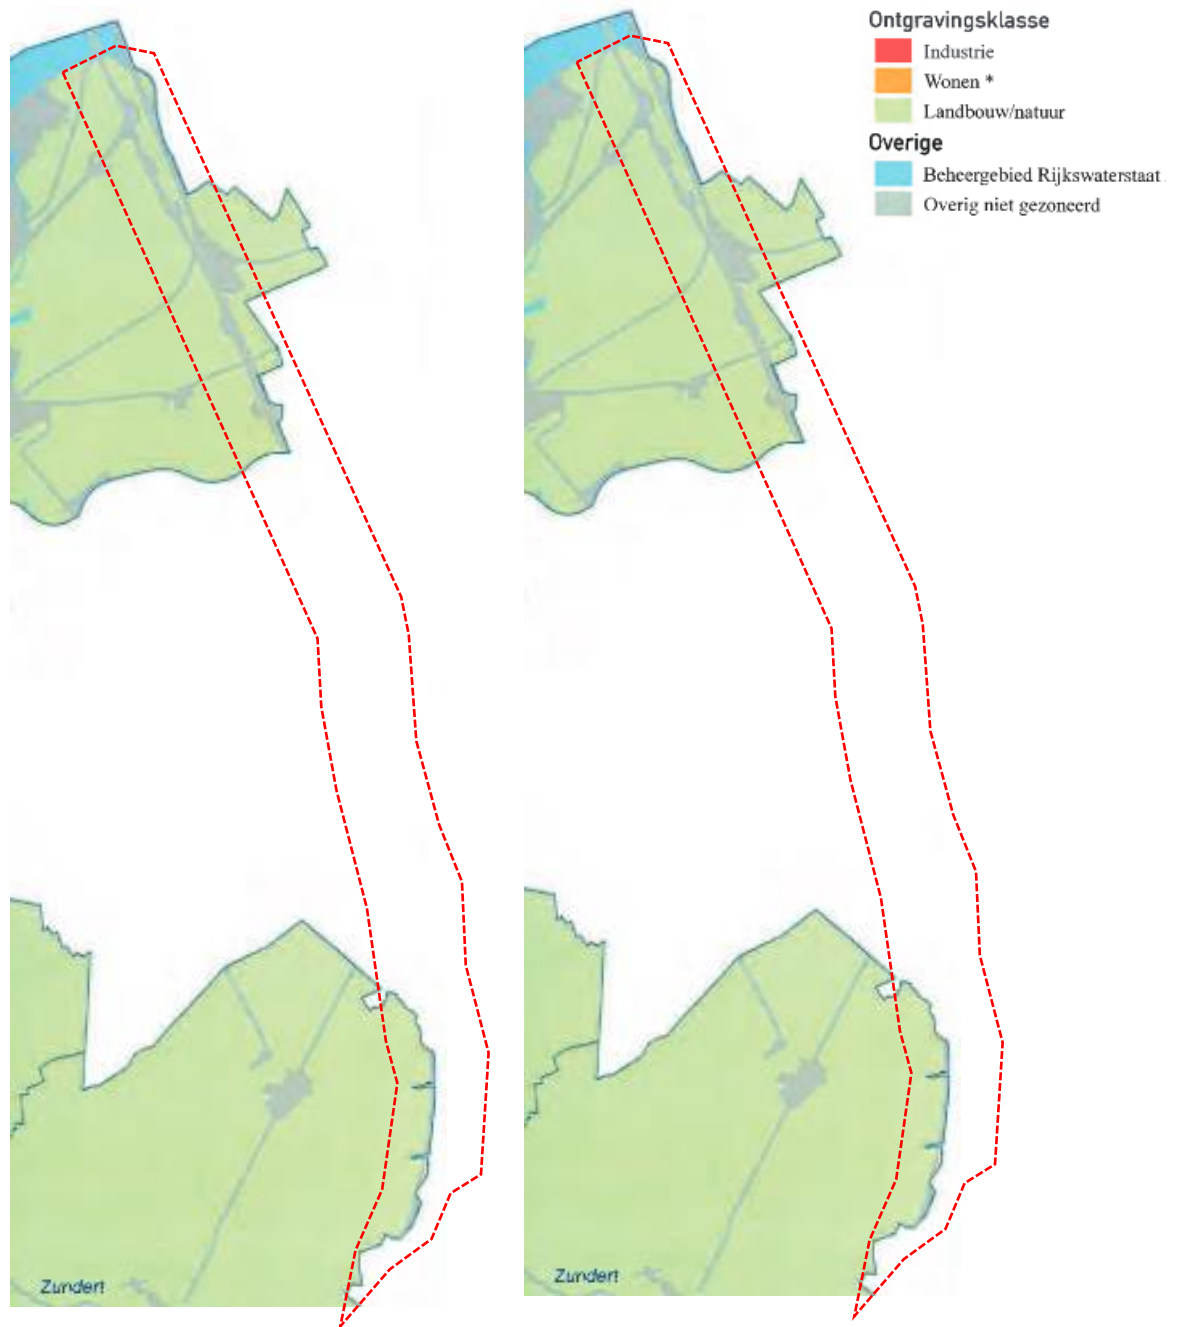 Ontgravingsklasse
Industrie
Wonen *
Landbouw/natuur
Overige
Beheergebied Rijkswaterstaat
Overig niet gezoneerd
Zundert
Zundert